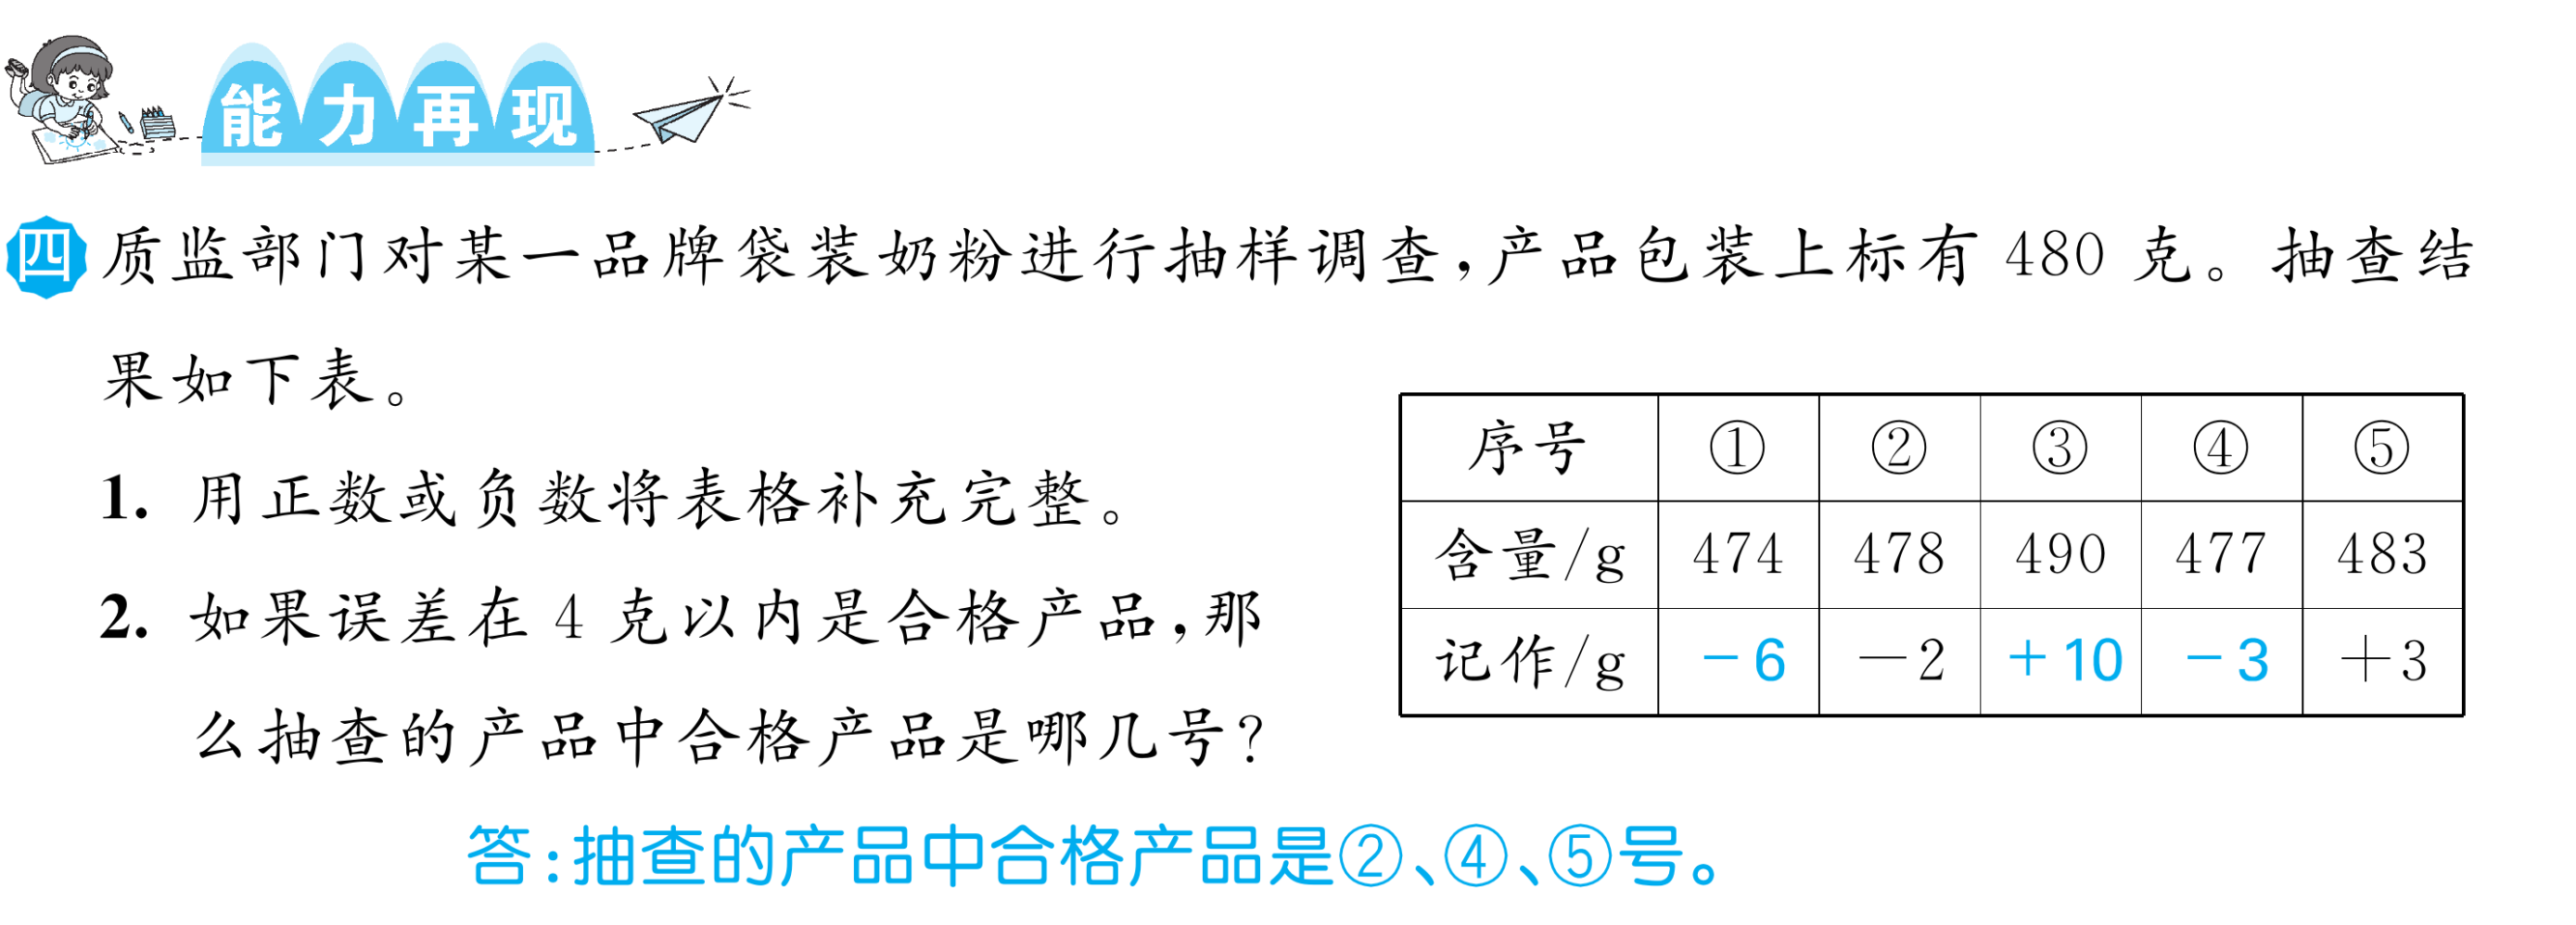 能力再现
四 质监部门对某一品牌袋装奶粉进行抽样调查,产品包装上标有 480 克。抽查结
果如下表。
1. 用正数或负数将表格补充完整。
2. 如果误差在 4 克以内是合格产品,那
么抽查的产品中合格产品是哪几号?
序号 ① ② ③ ④ ⑤
含量/g 474 478 490 477 483
记作/g －6 －2 ＋10 －3 ＋3
答:抽查的产品中合格产品是②、④、⑤号。